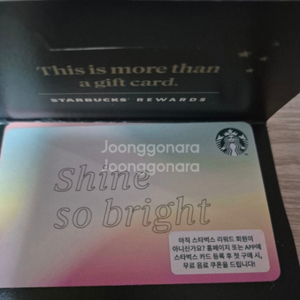 This is more than
a gift card.
STARBUCKS® REWARDS
Joonggonara
Joonggonara
Shine
so bright
아직 스타벅스 리워드 회원이
아니신가요? 홈페이지 또는 APP에
스타벅스 카드 등록 후 첫 구매 시,
무료 음료 쿠폰을 드립니다!